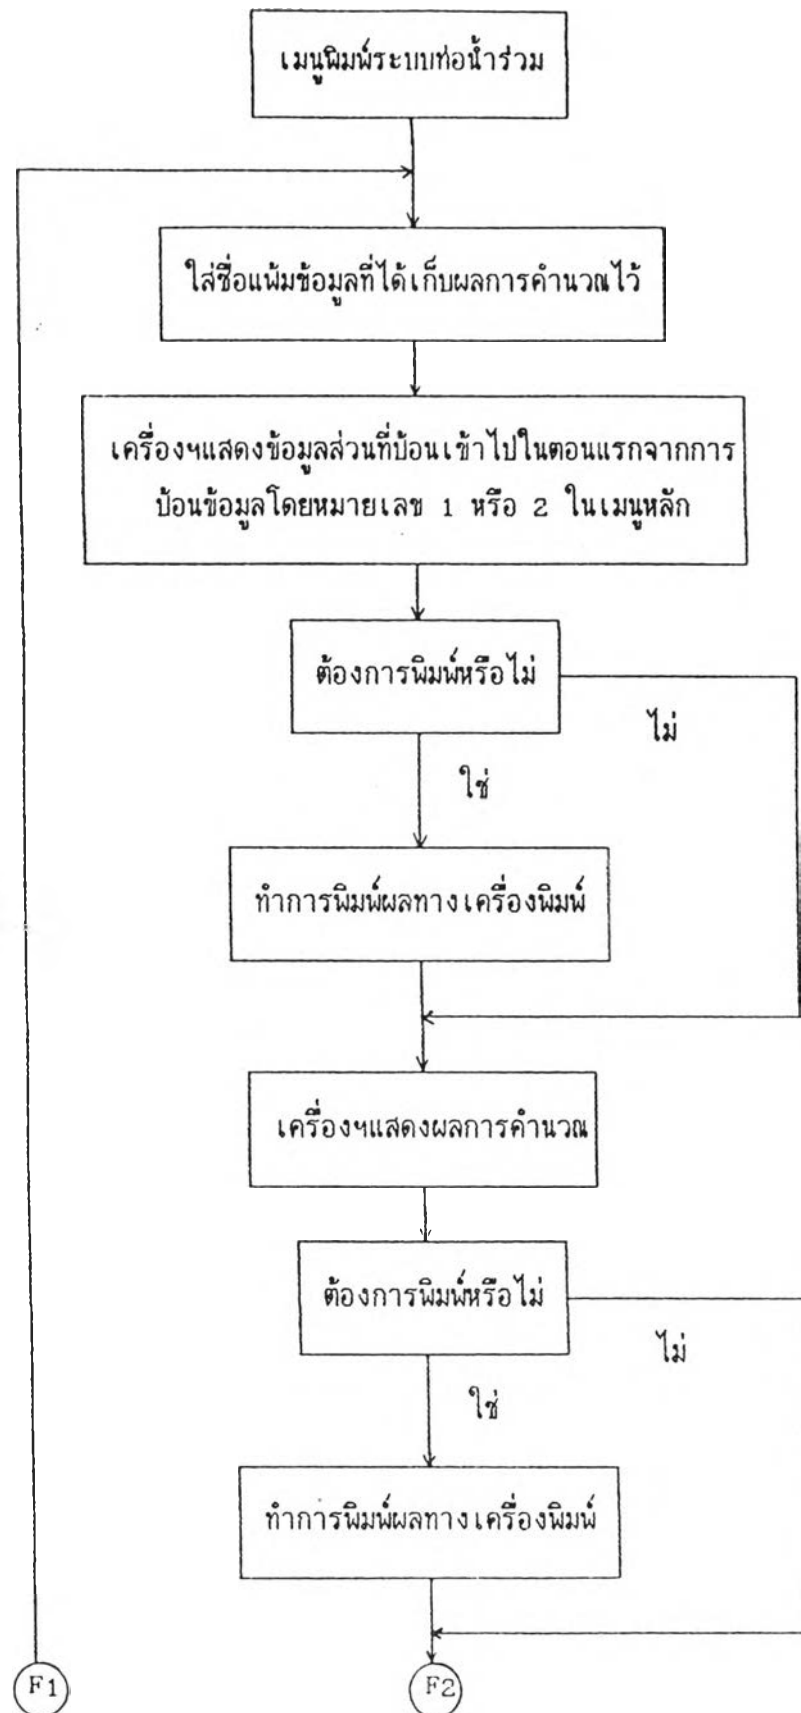 เมนูพิมพ์ระบบท่อน้ำร่วม
ใส่ชื่อแฟ้มข้อมูลที่ได้เก็บผลการคำนวณไว้
เครื่องฯแสดงข้อมูลส่วนที่ป้อนเข้าไปในตอนแรกจากการ
ป้อนข้อมูลโดยหมายเลข 1 หรือ 2 ในเมนูหลัก
ต้องการพิมพ์หรือไม่
ไม่
ใช่
ทำการพิมพ์ผลทางเครื่องพิมพ์
เครื่องฯแสดงผลการคำนวณ
ต้องการพิมพ์หรือไม่
ไม่
ใช่
ทำการพิมพ์ผลทางเครื่องพิมพ์
F1
F2